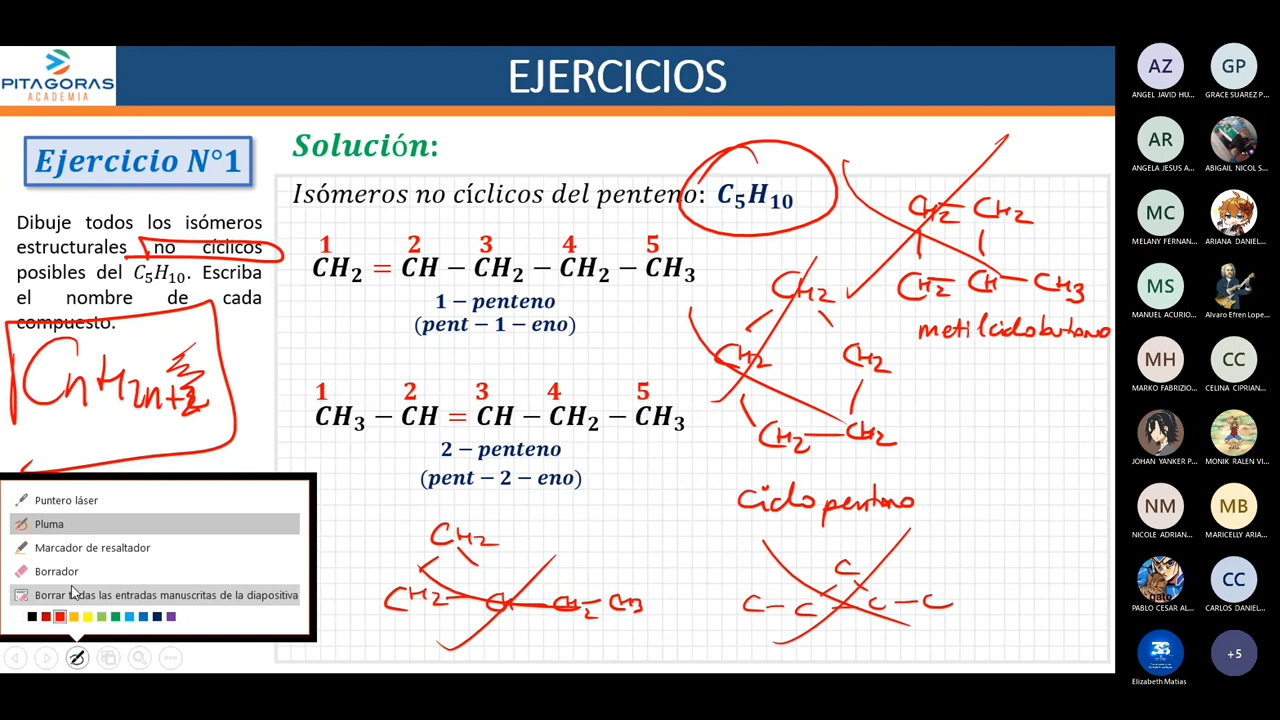 EJERCICIOS
PITAGORAS
ACADEMIA
Ejercicio N°1
Dibuje todos los isómeros
estructurales no cíclicos
posibles del C₅H₁₀. Escriba
el nombre de cada
compuesto.
CnH2n+2
Puntero láser
Pluma
Marcador de resaltador
Borrador
Borrar todas las entradas manuscritas de la diapositiva
Solución:
Isómeros no cíclicos del penteno: C₅H₁₀
1 2 3 4 5
CH₂ = CH − CH₂ − CH₂ − CH₃
1 − penteno
(pent − 1 − eno)
1 2 3 4 5
CH₃ − CH = CH − CH₂ − CH₃
2 − penteno
(pent − 2 − eno)
CH₂
CH₂ — C — CH₂ — CH₃
CH₂ — CH₂
CH₂ — CH — CH₃
metilciclobutano
CH₂
CH₂ CH₂
CH₂ — CH₂
ciclopentano
C
C — C C — C
AZ
ANGEL JAVID HU...
GP
GRACE SUAREZ P...
AR
ANGELA JESUS A...
ABIGAIL NICOL S...
MC
MELANY FERNAN...
ARIANA DANIEL...
MS
MANUEL ACURIO...
Alvaro Efren Lope...
MH
MARKO FABRIZIO...
CC
CELINA CIPRIAN...
JOHAN YANKER P...
MONIK RALEN VI...
NM
NICOLE ADRIAN...
MB
MARICELLY ARIA...
gato
PABLO CESAR AL...
CC
CARLOS DANIEL...
Elizabeth Matias
+5